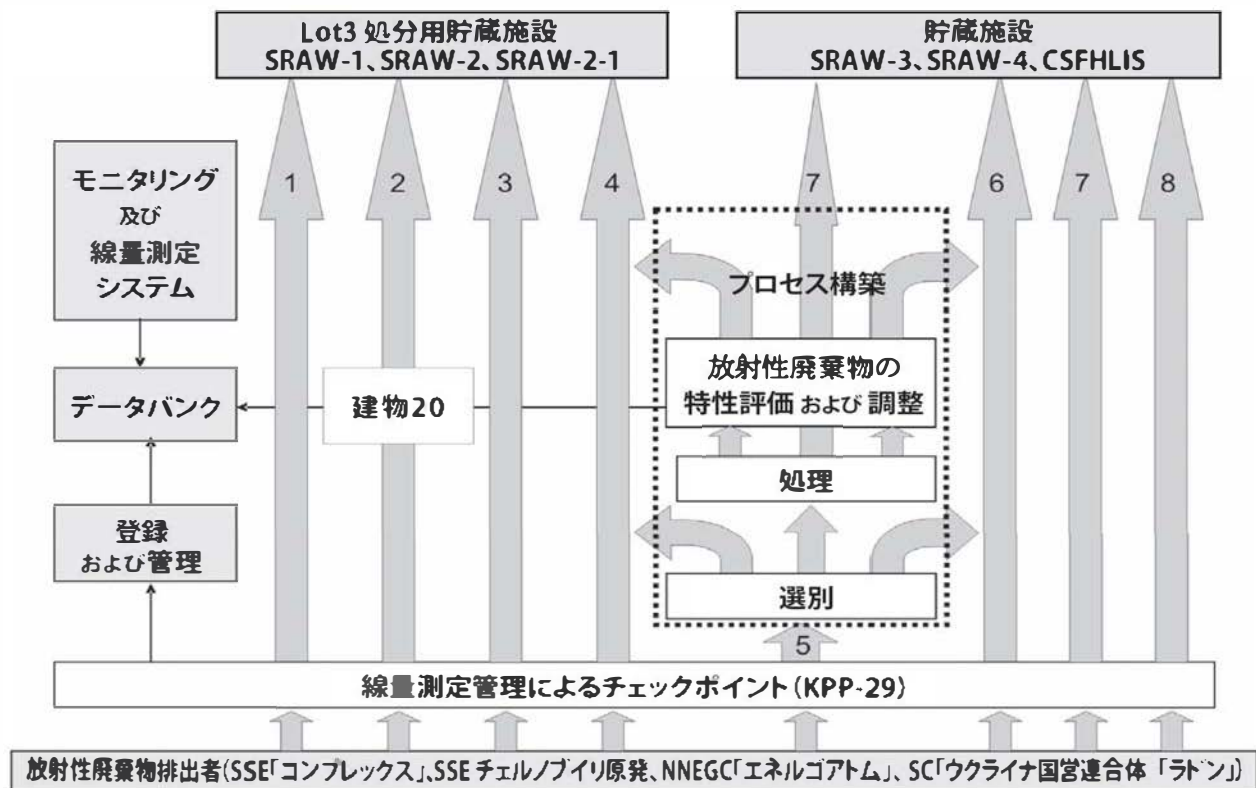 Lot3 処分用貯蔵施設
SRAW-1、SRAW-2、SRAW-2-1
貯蔵施設
SRAW-3、SRAW-4、CSFHLIS
モニタリング
及び
線量測定
システム
1
2
3
4
7
6
7
8
プロセス構築
データバンク
建物20
放射性廃棄物の
特性評価 および 調整
処理
登録
および管理
選別
5
線量測定管理によるチェックポイント(KPP-29)
放射性廃棄物排出者(SSE「コンプレックス」、SSE チェルノブイリ原発、NNEGC「エネルゴアトム」、SC「ウクライナ国営連合体 「ラドン」)